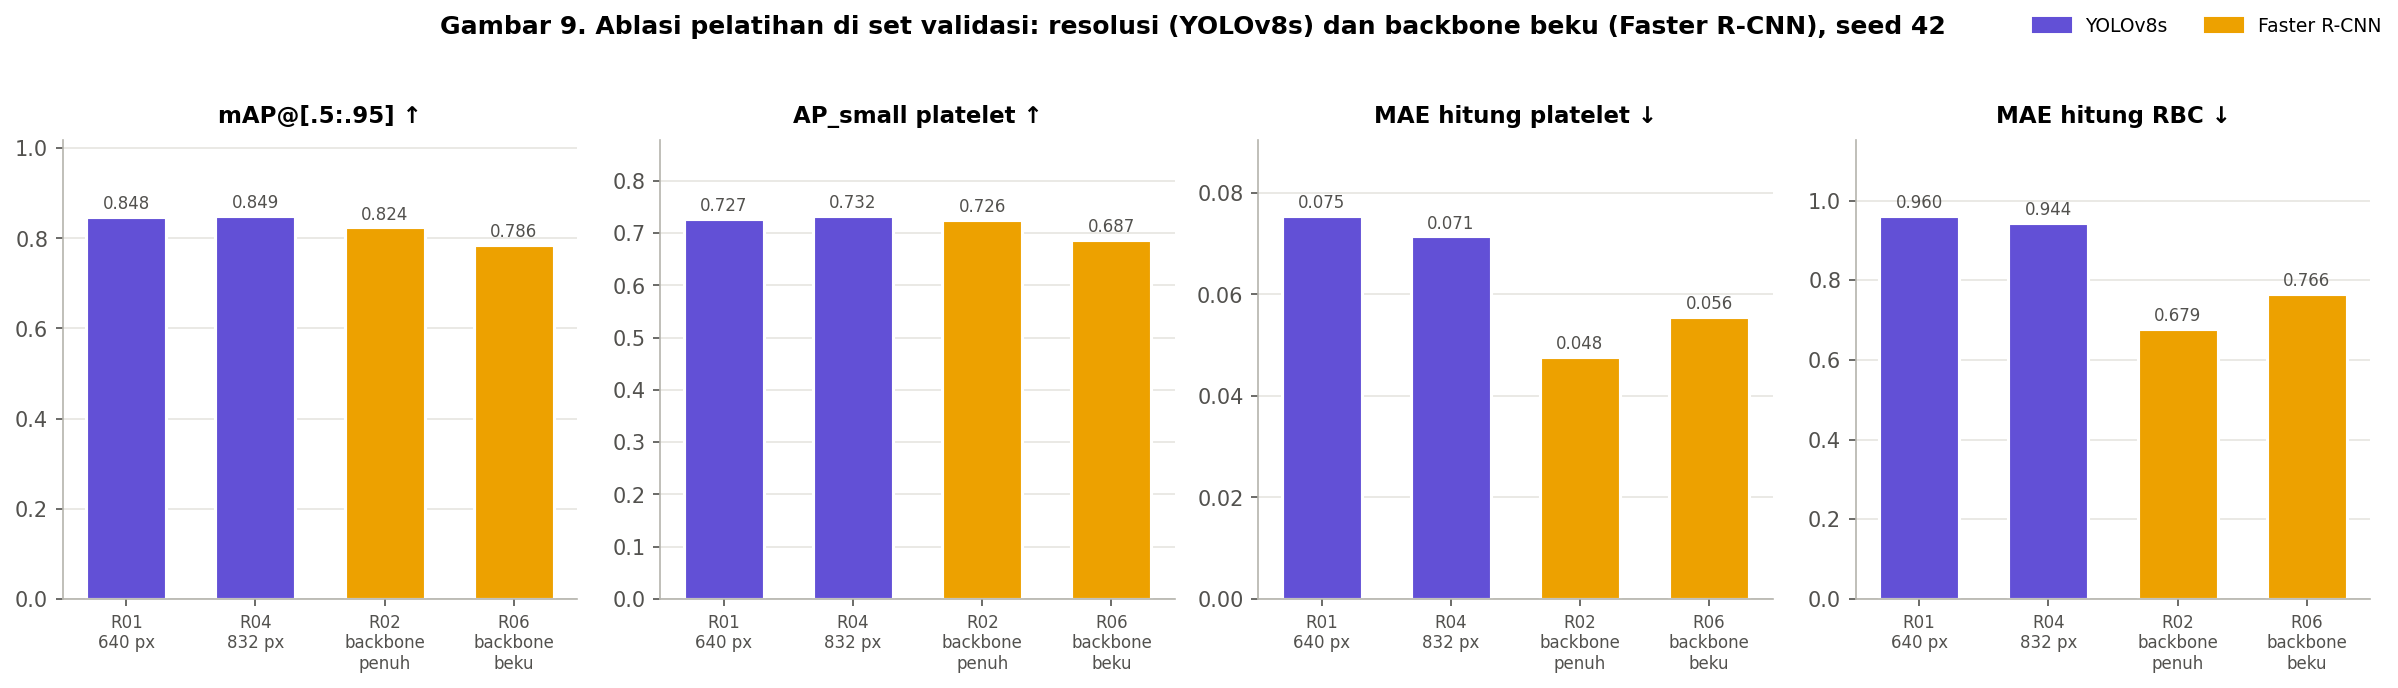 Gambar 9. Ablasi pelatihan di set validasi: resolusi (YOLOv8s) dan backbone beku (Faster R-CNN), seed 42
YOLOv8s
Faster R-CNN
mAP@[.5:.95] ↑
1.0
0.8
0.6
0.4
0.2
0.0
0.848
0.849
0.824
0.786
R01
640 px
R04
832 px
R02
backbone
penuh
R06
backbone
beku
AP_small platelet ↑
0.8
0.7
0.6
0.5
0.4
0.3
0.2
0.1
0.0
0.727
0.732
0.726
0.687
R01
640 px
R04
832 px
R02
backbone
penuh
R06
backbone
beku
MAE hitung platelet ↓
0.08
0.06
0.04
0.02
0.00
0.075
0.071
0.048
0.056
R01
640 px
R04
832 px
R02
backbone
penuh
R06
backbone
beku
MAE hitung RBC ↓
1.0
0.8
0.6
0.4
0.2
0.0
0.960
0.944
0.679
0.766
R01
640 px
R04
832 px
R02
backbone
penuh
R06
backbone
beku